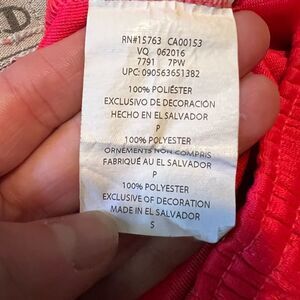 RN#15763 CA00153
VQ 062016
7791 7PW
UPC: 090563651382
100% POLIÉSTER
EXCLUSIVO DE DECORACIÓN
HECHO EN EL SALVADOR
P
100% POLYESTER
ORNEMENTS NON COMPRIS
FABRIQUÉ AU EL SALVADOR
P
100% POLYESTER
EXCLUSIVE OF DECORATION
MADE IN EL SALVADOR
S